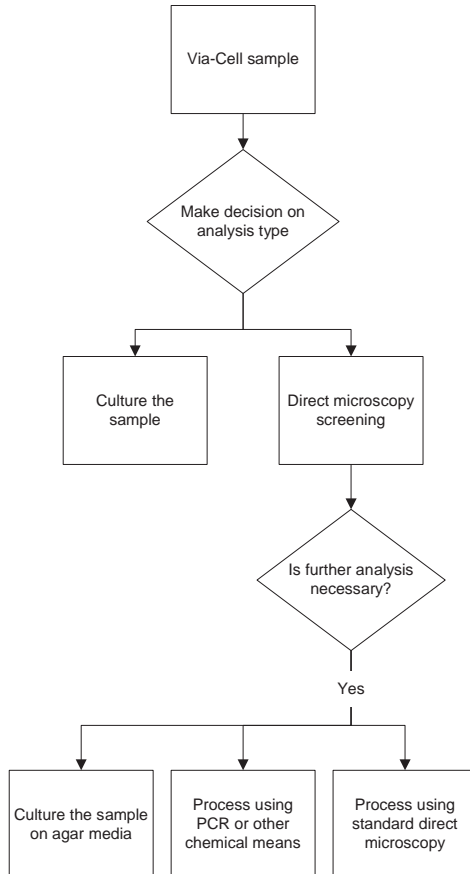 Via-Cell sample
Make decision on
analysis type
Culture the
sample
Direct microscopy
screening
Is further analysis
necessary?
Yes
Culture the sample
on agar media
Process using
PCR or other
chemical means
Process using
standard direct
microscopy